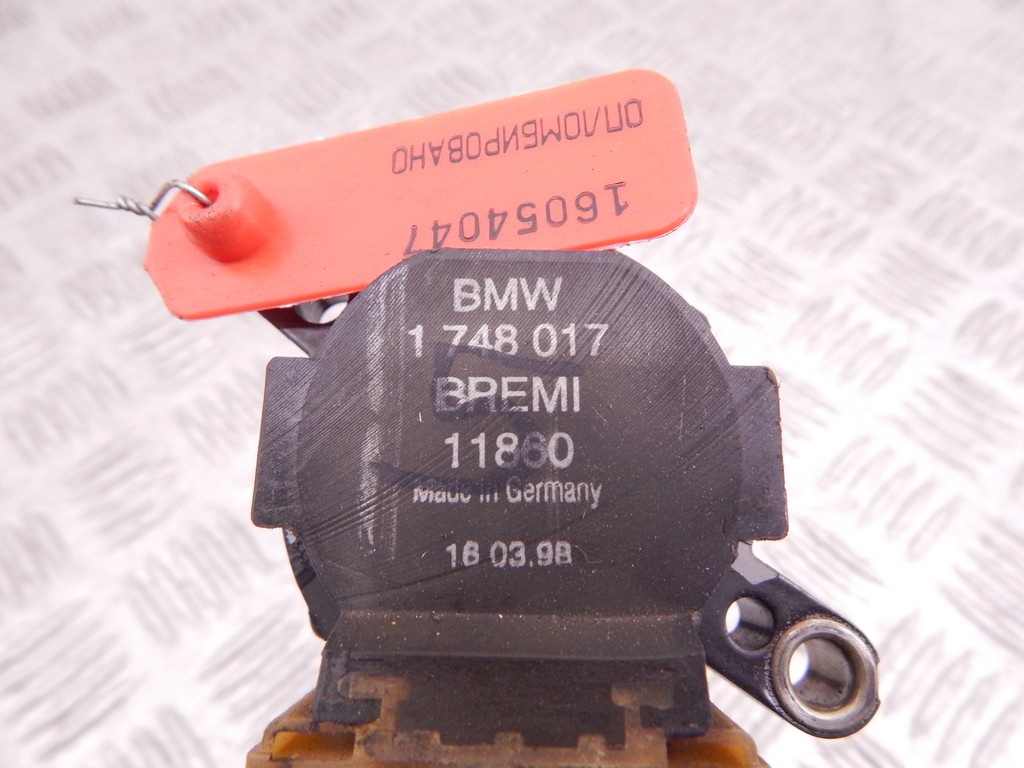 ОПЛОМБИРОВАНО
16054047
BMW
1 748 017
BREMI
11860
Made in Germany
16 03.98